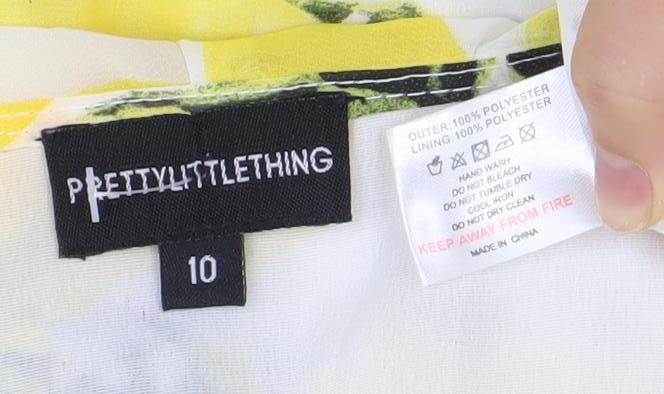 PRETTYLITTLETHING
10
OUTER:100% POLYESTER
LINING:100% POLYESTER
HAND WASH
DO NOT BLEACH
DO NOT TUMBLE DRY
COOL IRON
DO NOT DRY CLEAN
KEEP AWAY FROM FIRE
MADE IN CHINA